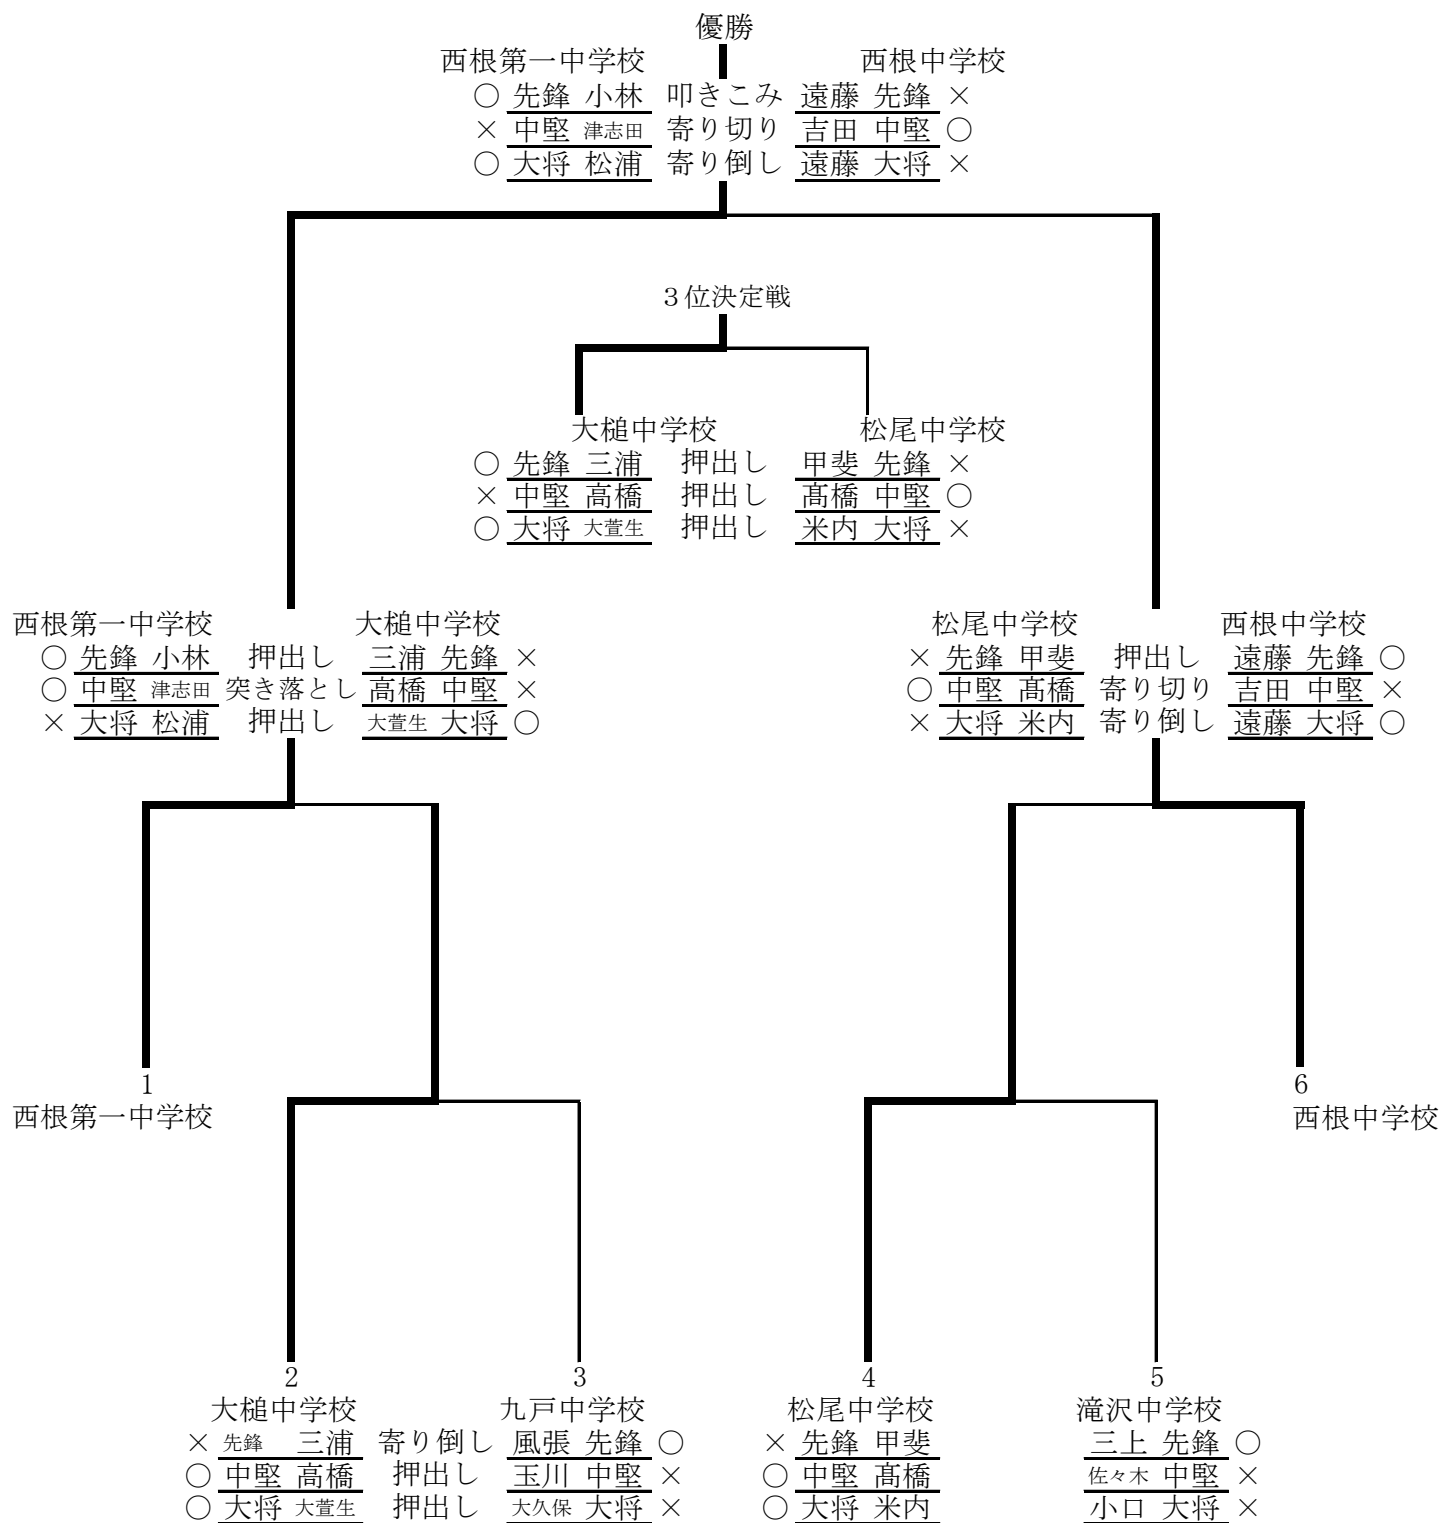 優勝
西根第一中学校 西根中学校
○ 先鋒 小林 叩きこみ 遠藤 先鋒 ×
× 中堅 津志田 寄り切り 吉田 中堅 ○
○ 大将 松浦 寄り倒し 遠藤 大将 ×
３位決定戦
大槌中学校 松尾中学校
○ 先鋒 三浦 押出し 甲斐 先鋒 ×
× 中堅 高橋 押出し 髙橋 中堅 ○
○ 大将 大萱生 押出し 米内 大将 ×
西根第一中学校 大槌中学校
○ 先鋒 小林 押出し 三浦 先鋒 ×
○ 中堅 津志田 突き落とし 高橋 中堅 ×
× 大将 松浦 押出し 大萱生 大将 ○
松尾中学校 西根中学校
× 先鋒 甲斐 押出し 遠藤 先鋒 ○
○ 中堅 髙橋 寄り切り 吉田 中堅 ×
× 大将 米内 寄り倒し 遠藤 大将 ○
1
西根第一中学校
6
西根中学校
2 3
大槌中学校 九戸中学校
× 先鋒 三浦 寄り倒し 風張 先鋒 ○
○ 中堅 高橋 押出し 玉川 中堅 ×
○ 大将 大萱生 押出し 大久保 大将 ×
4 5
松尾中学校 滝沢中学校
× 先鋒 甲斐 三上 先鋒 ○
○ 中堅 髙橋 佐々木 中堅 ×
○ 大将 米内 小口 大将 ×